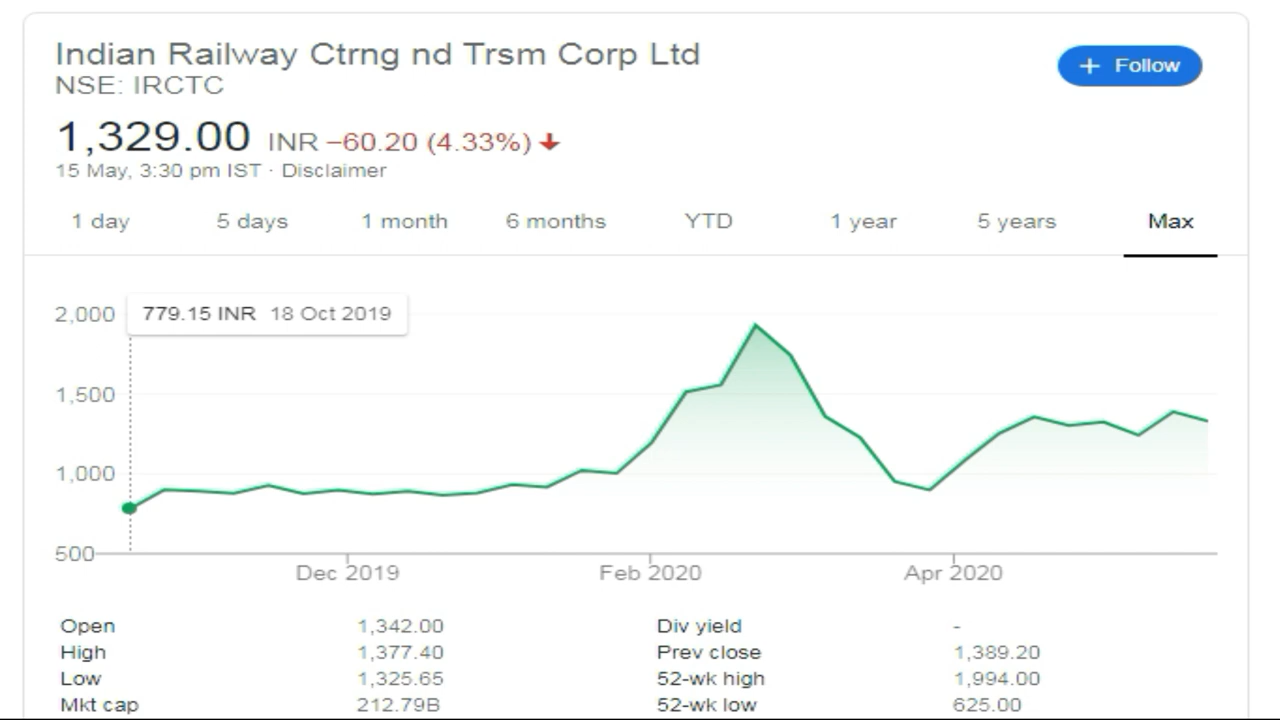 Indian Railway Ctrng nd Trsm Corp Ltd
NSE: IRCTC
+ Follow
1,329.00 INR −60.20 (4.33%) ↓
15 May, 3:30 pm IST · Disclaimer
1 day 5 days 1 month 6 months YTD 1 year 5 years Max
779.15 INR 18 Oct 2019
2,000
1,500
1,000
500
Dec 2019 Feb 2020 Apr 2020
Open 1,342.00 Div yield -
High 1,377.40 Prev close 1,389.20
Low 1,325.65 52-wk high 1,994.00
Mkt cap 212.79B 52-wk low 625.00